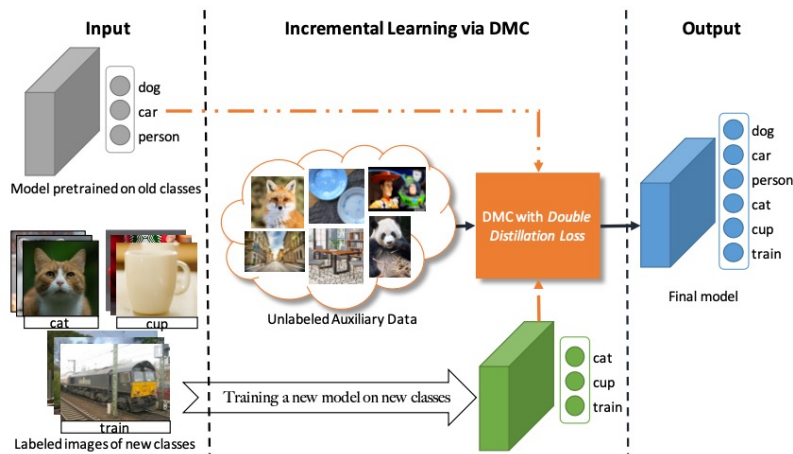 Input
Incremental Learning via DMC
Output
dog
car
person
Model pretrained on old classes
cat
cup
train
Labeled images of new classes
Unlabeled Auxiliary Data
DMC with Double
Distillation Loss
Training a new model on new classes
cat
cup
train
dog
car
person
cat
cup
train
Final model